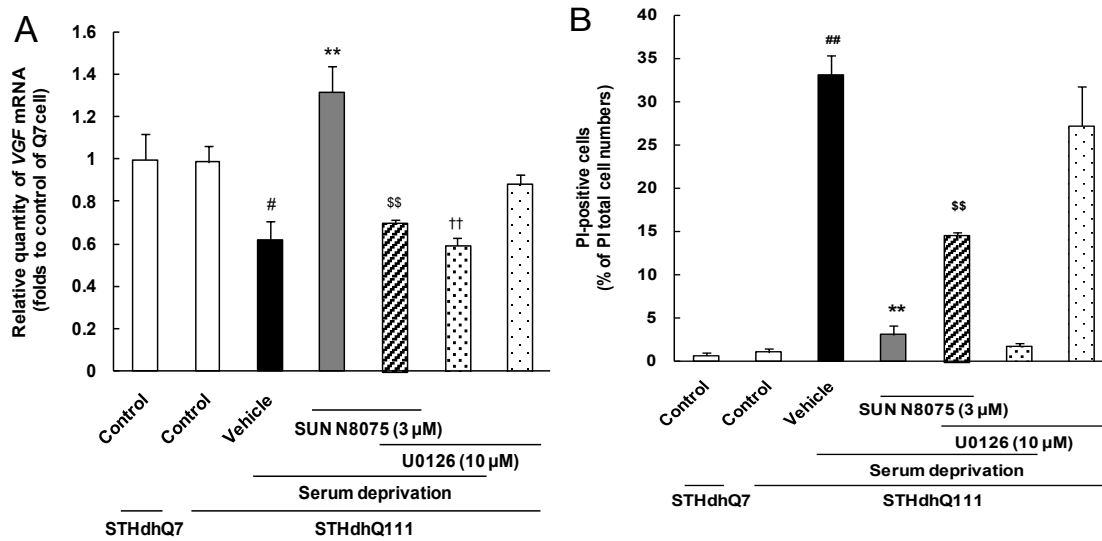 A
Relative quantity of VGF mRNA
(folds to control of Q7cell)
1.6
1.4
1.2
1
0.8
0.6
0.4
0.2
0
#
**
$$
††
Control
Control
Vehicle
SUN N8075 (3 µM)
U0126 (10 µM)
Serum deprivation
STHdhQ7
STHdhQ111
B
PI-positive cells
(% of PI total cell numbers)
40
35
30
25
20
15
10
5
0
##
**
$$
Control
Control
Vehicle
SUN N8075 (3 µM)
U0126 (10 µM)
Serum deprivation
STHdhQ7
STHdhQ111